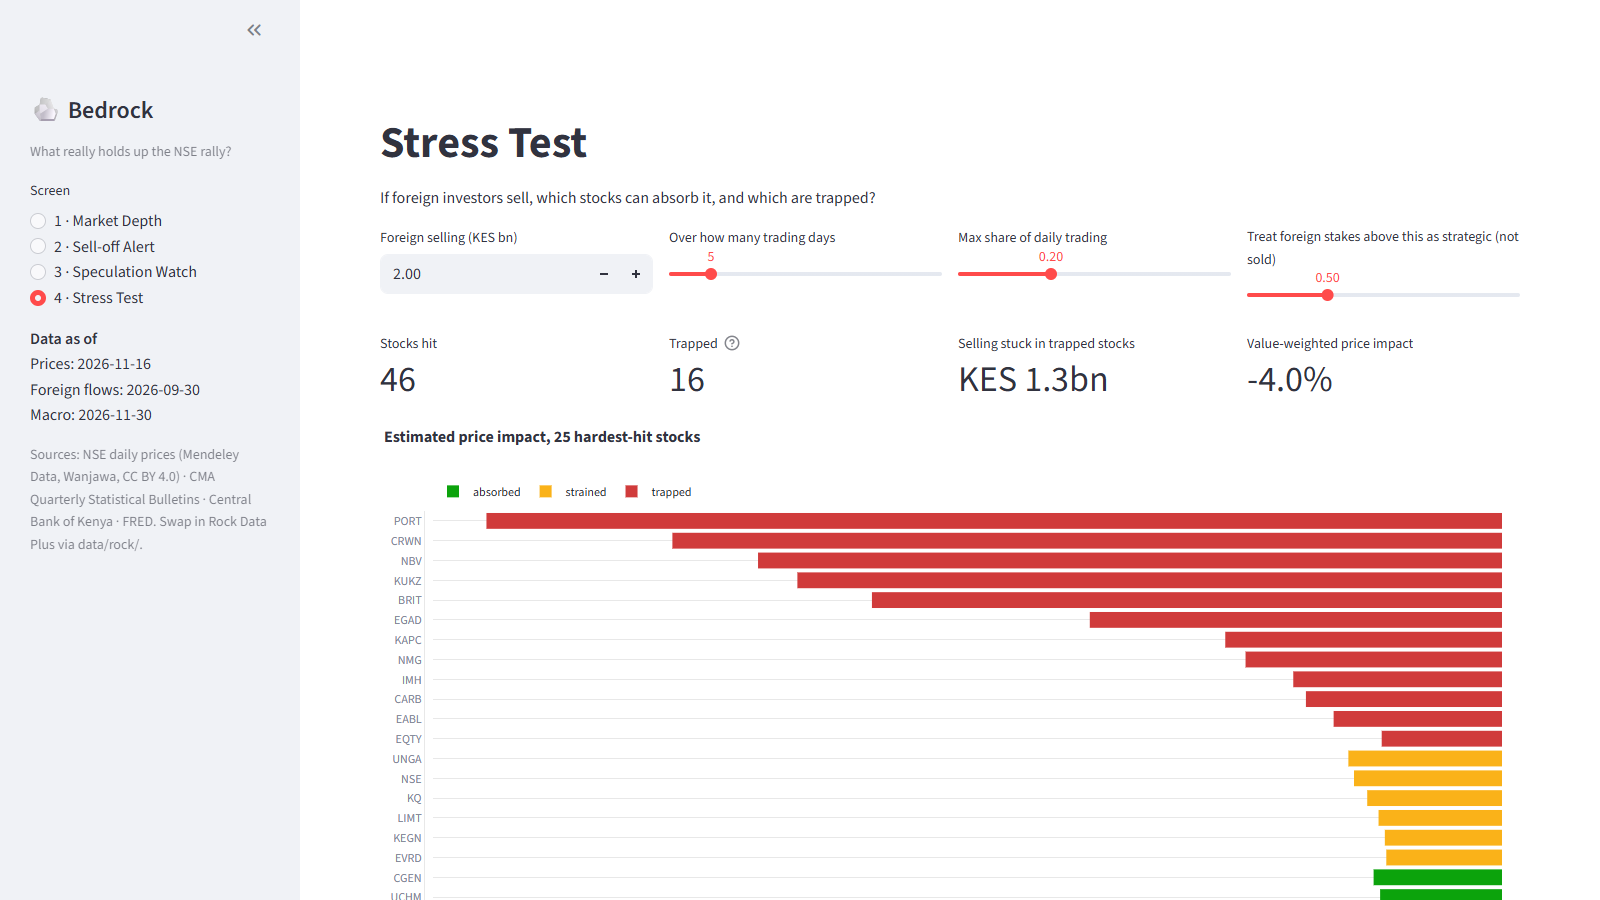 Bedrock
What really holds up the NSE rally?
Screen
1 · Market Depth
2 · Sell-off Alert
3 · Speculation Watch
4 · Stress Test
Data as of
Prices: 2026-11-16
Foreign flows: 2026-09-30
Macro: 2026-11-30
Sources: NSE daily prices (Mendeley
Data, Wanjawa, CC BY 4.0) · CMA
Quarterly Statistical Bulletins · Central
Bank of Kenya · FRED. Swap in Rock Data
Plus via data/rock/.
Stress Test
If foreign investors sell, which stocks can absorb it, and which are trapped?
Foreign selling (KES bn)
2.00
Over how many trading days
5
Max share of daily trading
0.20
Treat foreign stakes above this as strategic (not
sold)
0.50
Stocks hit
46
Trapped
16
Selling stuck in trapped stocks
KES 1.3bn
Value-weighted price impact
-4.0%
Estimated price impact, 25 hardest-hit stocks
absorbed strained trapped
PORT
CRWN
NBV
KUKZ
BRIT
EGAD
KAPC
NMG
IMH
CARB
EABL
EQTY
UNGA
NSE
KQ
LIMT
KEGN
EVRD
CGEN
UCHM